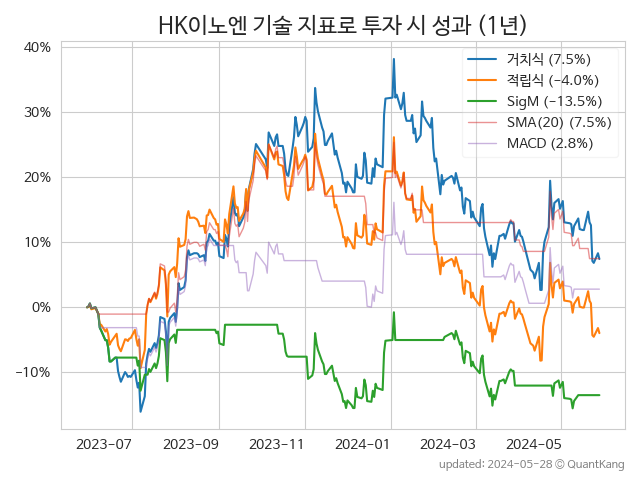 HK이노엔 기술 지표로 투자 시 성과 (1년)
40%
30%
20%
10%
0%
−10%
거치식 (7.5%)
적립식 (−4.0%)
SigM (−13.5%)
SMA(20) (7.5%)
MACD (2.8%)
2023−07
2023−09
2023−11
2024−01
2024−03
2024−05
updated: 2024−05−28 © QuantKang